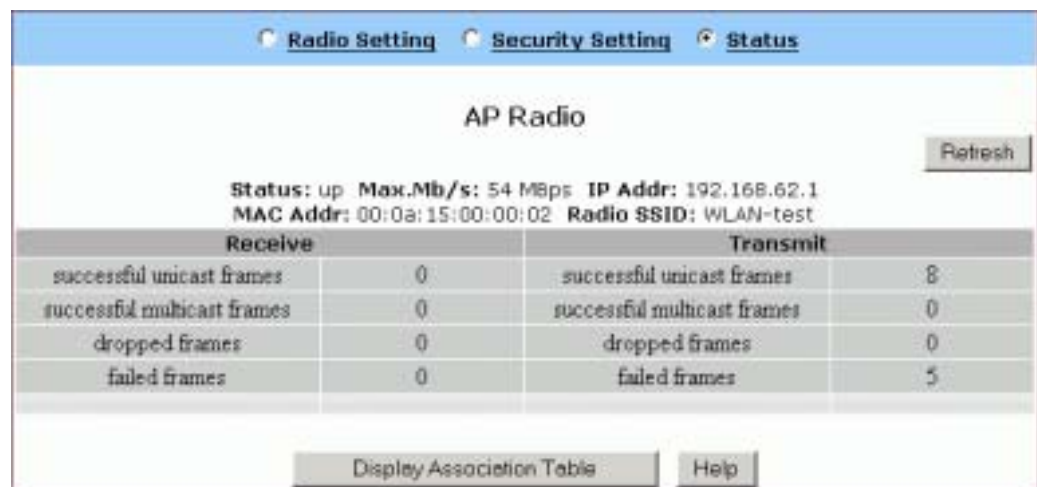 Radio Setting Security Setting Status
AP Radio
Refresh
Status: up Max.Mb/s: 54 MBps IP Addr: 192.168.62.1
MAC Addr: 00:0a:15:00:00:02 Radio SSID: WLAN-test
Receive Transmit
successful unicast frames 0 successful unicast frames 8
successful multicast frames 0 successful multicast frames 0
dropped frames 0 dropped frames 0
failed frames 0 failed frames 5
Display Association Table Help